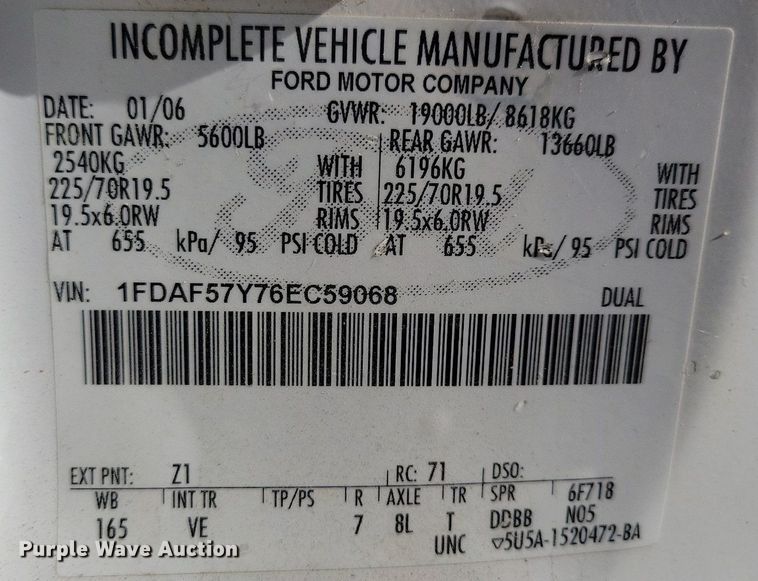 INCOMPLETE VEHICLE MANUFACTURED BY
FORD MOTOR COMPANY
DATE: 01/06 GVWR: 19000LB/ 8618KG
FRONT GAWR: 5600LB REAR GAWR: 13660LB
2540KG WITH 6196KG WITH
225/70R19.5 TIRES 225/70R19.5 TIRES
19.5x6.0RW RIMS 19.5x6.0RW RIMS
AT 655 kPa/ 95 PSI COLD AT 655 kPa/ 95 PSI COLD
VIN: 1FDAF57Y76EC59068 DUAL
EXT PNT: Z1 RC: 71 DSO:
WB INT TR TP/PS R AXLE TR SPR 6F718
165 VE 7 8L T DDBB N05
UNC ▽5U5A-1520472-BA
Purple Wave Auction